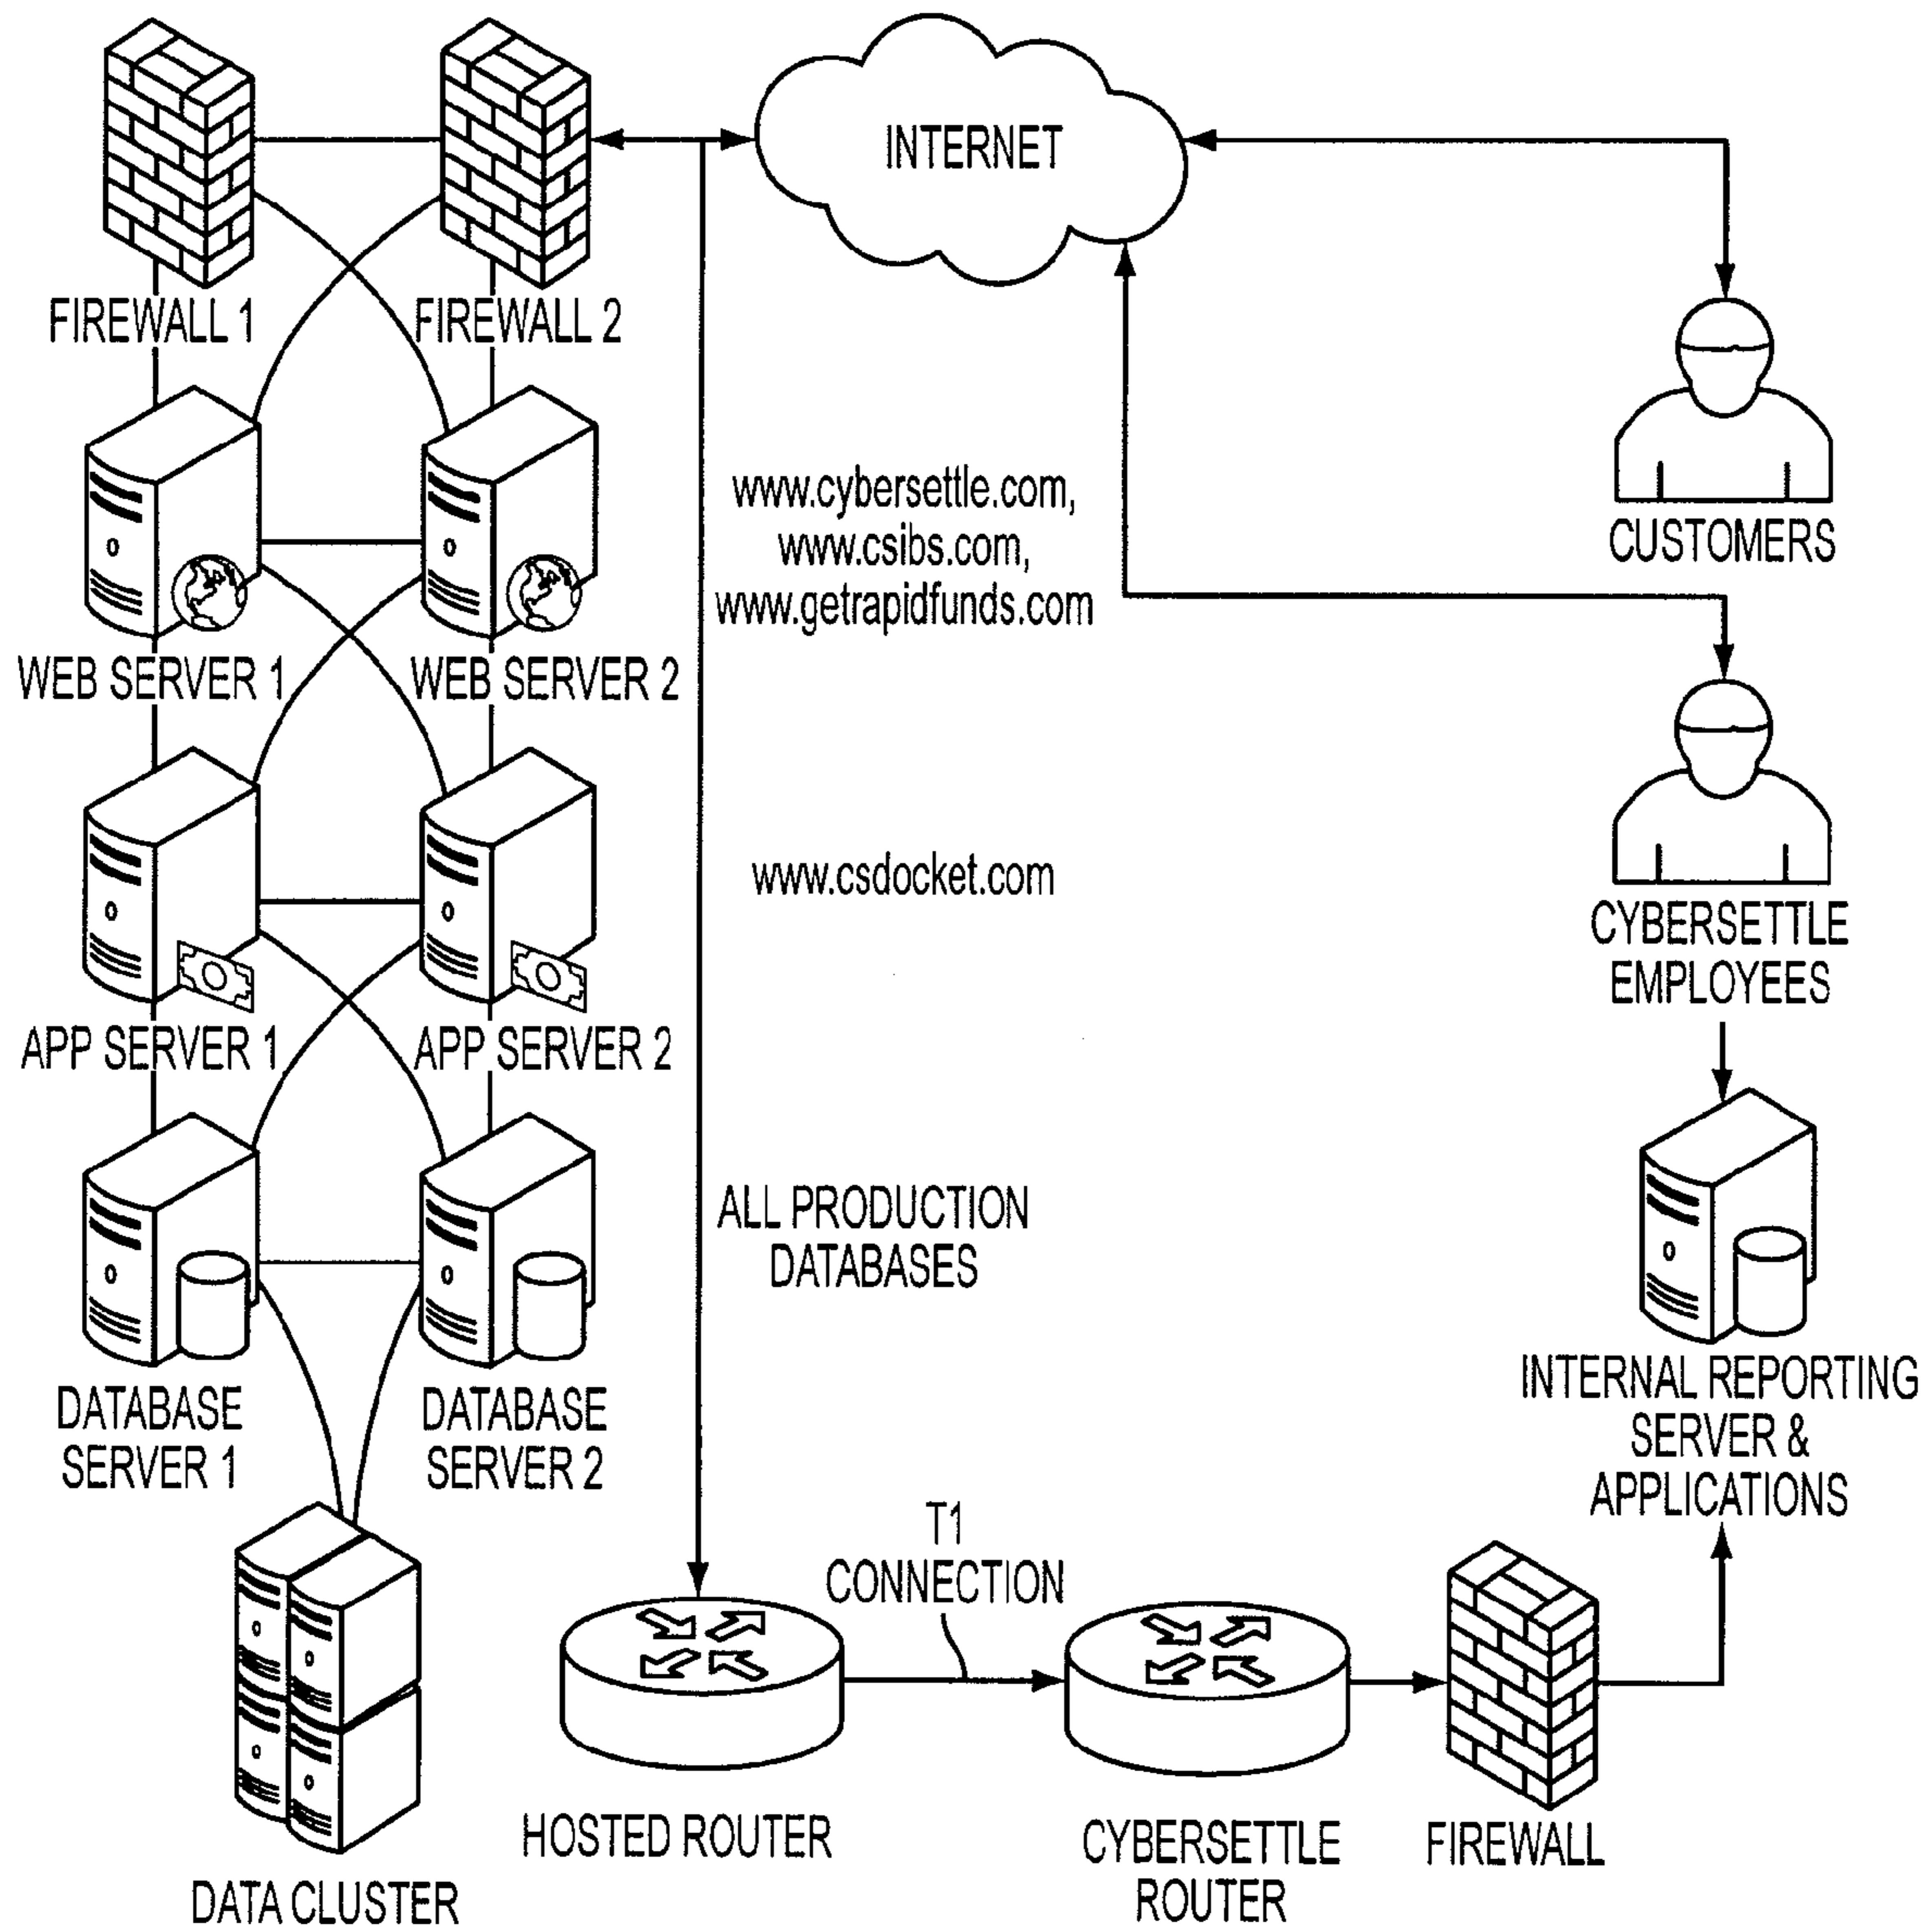 INTERNET
FIREWALL 1
FIREWALL 2
www.cybersettle.com,
www.csibs.com,
www.getrapidfunds.com
CUSTOMERS
WEB SERVER 1
WEB SERVER 2
www.csdocket.com
CYBERSETTLE
EMPLOYEES
APP SERVER 1
APP SERVER 2
ALL PRODUCTION
DATABASES
DATABASE
SERVER 1
DATABASE
SERVER 2
INTERNAL REPORTING
SERVER &
APPLICATIONS
T1
CONNECTION
DATA CLUSTER
HOSTED ROUTER
CYBERSETTLE
ROUTER
FIREWALL